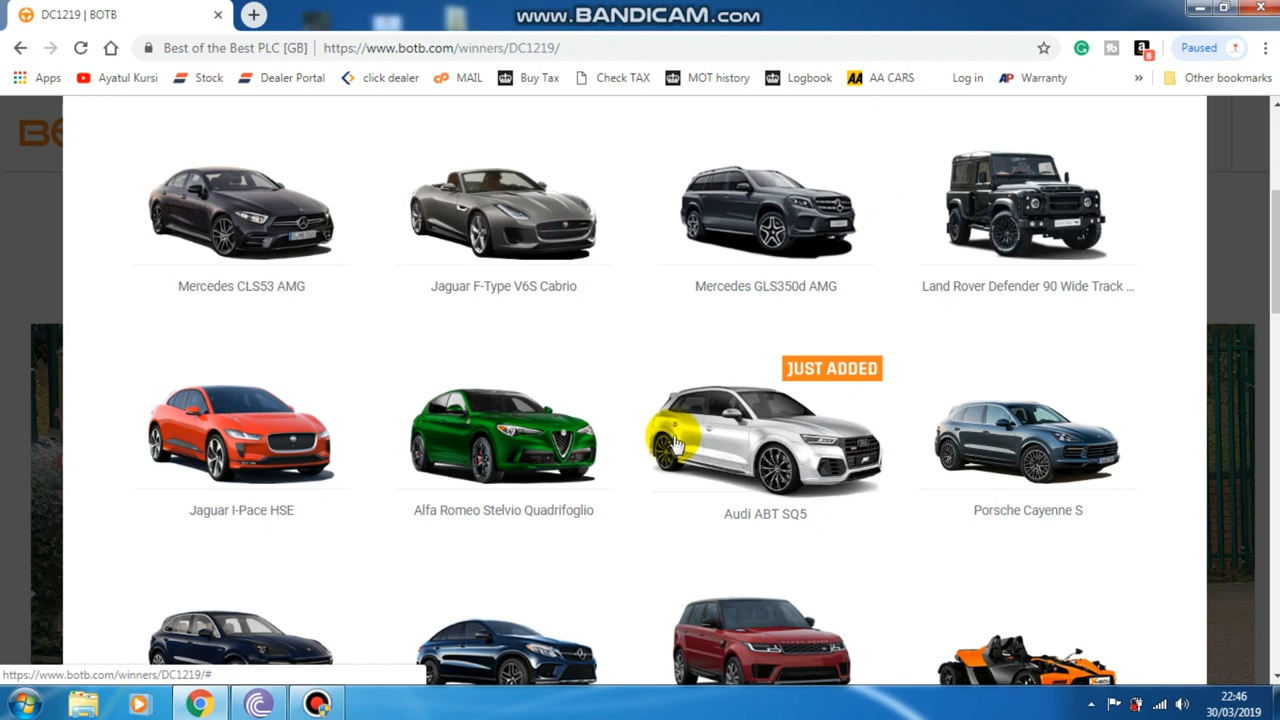 DC1219 | BOTB
www.BANDICAM.com
Best of the Best PLC [GB] | https://www.botb.com/winners/DC1219/
Paused
Apps Ayatul Kursi Stock Dealer Portal click dealer MAIL Buy Tax Check TAX MOT history Logbook AA CARS Log in Warranty » Other bookmarks
Mercedes CLS53 AMG
Jaguar F-Type V6S Cabrio
Mercedes GLS350d AMG
Land Rover Defender 90 Wide Track ...
JUST ADDED
Jaguar I-Pace HSE
Alfa Romeo Stelvio Quadrifoglio
Audi ABT SQ5
Porsche Cayenne S
https://www.botb.com/winners/DC1219/#
22:46
30/03/2019